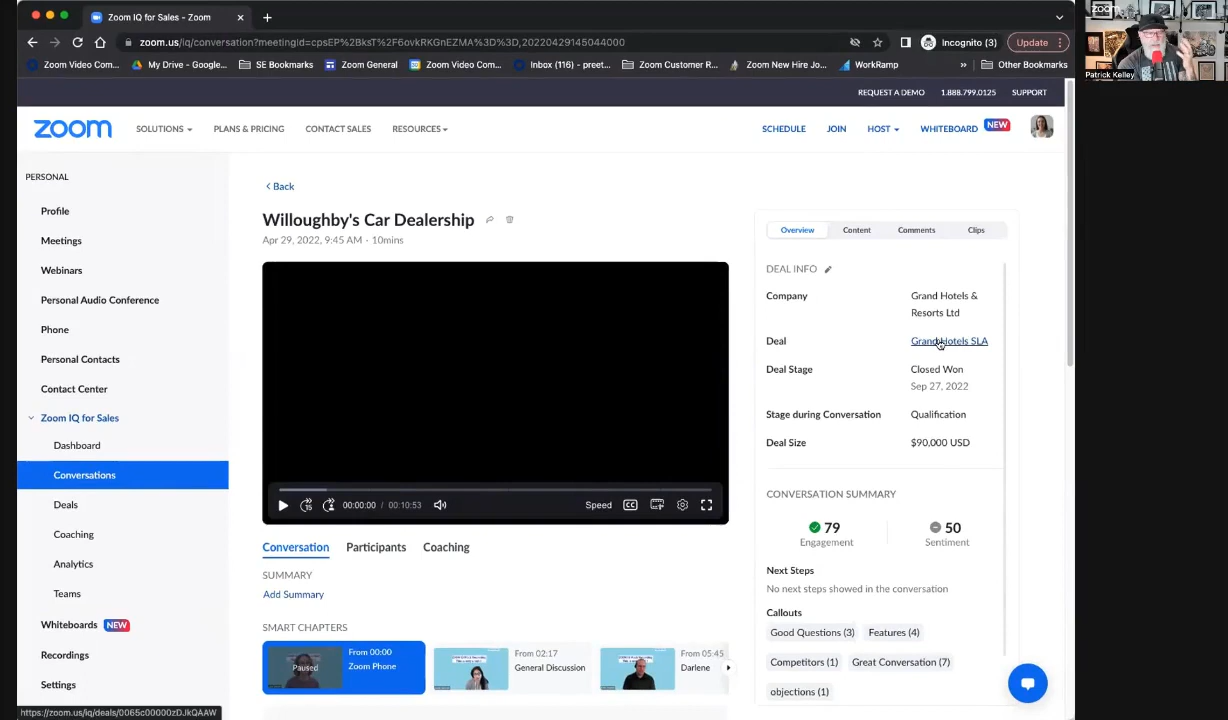 Zoom IQ for Sales - Zoom
zoom.us/iq/conversation?meetingId=cpsEP%2BksT%2F6ovkRKGnEZMA%3D%3D,20220429145044000
Incognito (3)
Update
Zoom Video Com...
My Drive - Google...
SE Bookmarks
Zoom General
Zoom Video Com...
Inbox (116) - preet...
Zoom Customer R...
Zoom New Hire Jo...
WorkRamp
Other Bookmarks
zoom
Patrick Kelley
REQUEST A DEMO
1.888.799.0125
SUPPORT
zoom
SOLUTIONS
PLANS & PRICING
CONTACT SALES
RESOURCES
SCHEDULE
JOIN
HOST
WHITEBOARD
NEW
PERSONAL
Profile
Meetings
Webinars
Personal Audio Conference
Phone
Personal Contacts
Contact Center
Zoom IQ for Sales
Dashboard
Conversations
Deals
Coaching
Analytics
Teams
Whiteboards NEW
Recordings
Settings
https://zoom.us/iq/deals/0065c00000zDJkQAAW
Back
Willoughby's Car Dealership
Apr 29, 2022, 9:45 AM · 10mins
15
00:00:00 / 00:10:53
Speed
CC
Conversation
Participants
Coaching
SUMMARY
Add Summary
SMART CHAPTERS
Paused
From 00:00
Zoom Phone
From 02:17
General Discussion
From 05:45
Darlene
Overview
Content
Comments
Clips
DEAL INFO
Company
Grand Hotels &
Resorts Ltd
Deal
Grand Hotels SLA
Deal Stage
Closed Won
Sep 27, 2022
Stage during Conversation
Qualification
Deal Size
$90,000 USD
CONVERSATION SUMMARY
79
Engagement
50
Sentiment
Next Steps
No next steps showed in the conversation
Callouts
Good Questions (3)
Features (4)
Competitors (1)
Great Conversation (7)
objections (1)